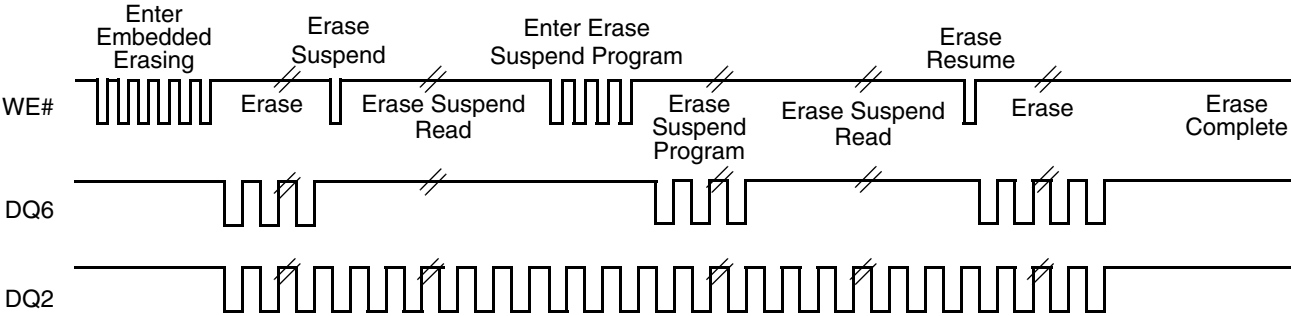 Enter
Embedded
Erasing
Erase
Suspend
Enter Erase
Suspend Program
Erase
Resume
WE#
Erase
Erase Suspend
Read
Erase
Suspend
Program
Erase Suspend
Read
Erase
Erase
Complete
DQ6
DQ2